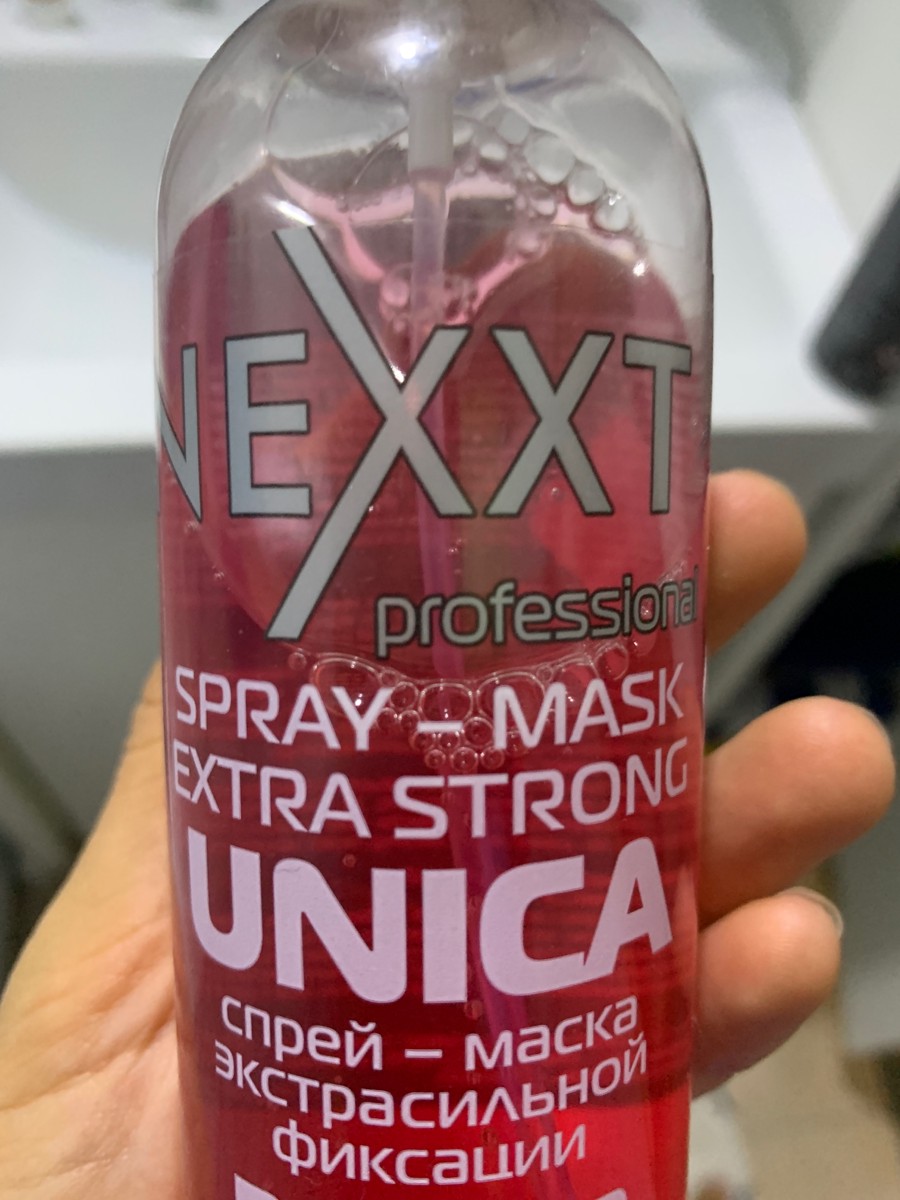 NEXXT
professional
SPRAY – MASK
EXTRA STRONG
UNICA
спрей – маска
экстрасильной
фиксации